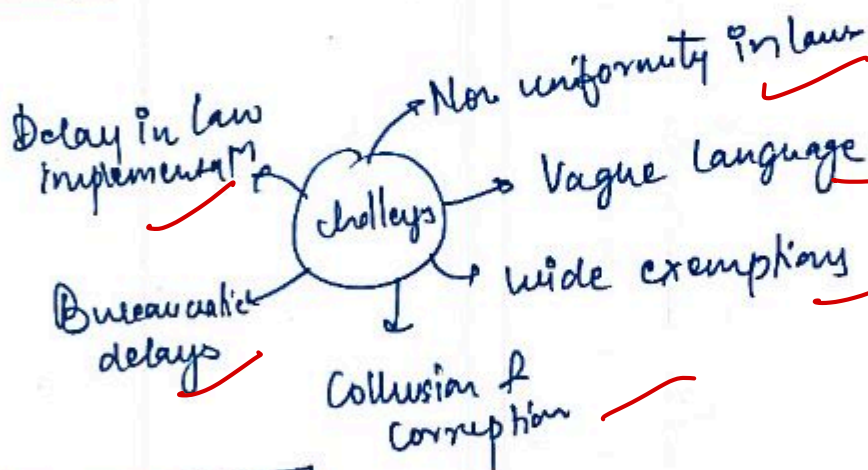 Non uniformity in laws
Delay in law
implementatn
Vague Language
challeys
wide exemptions
Bureaucratic
delays
Collusion &
corruption